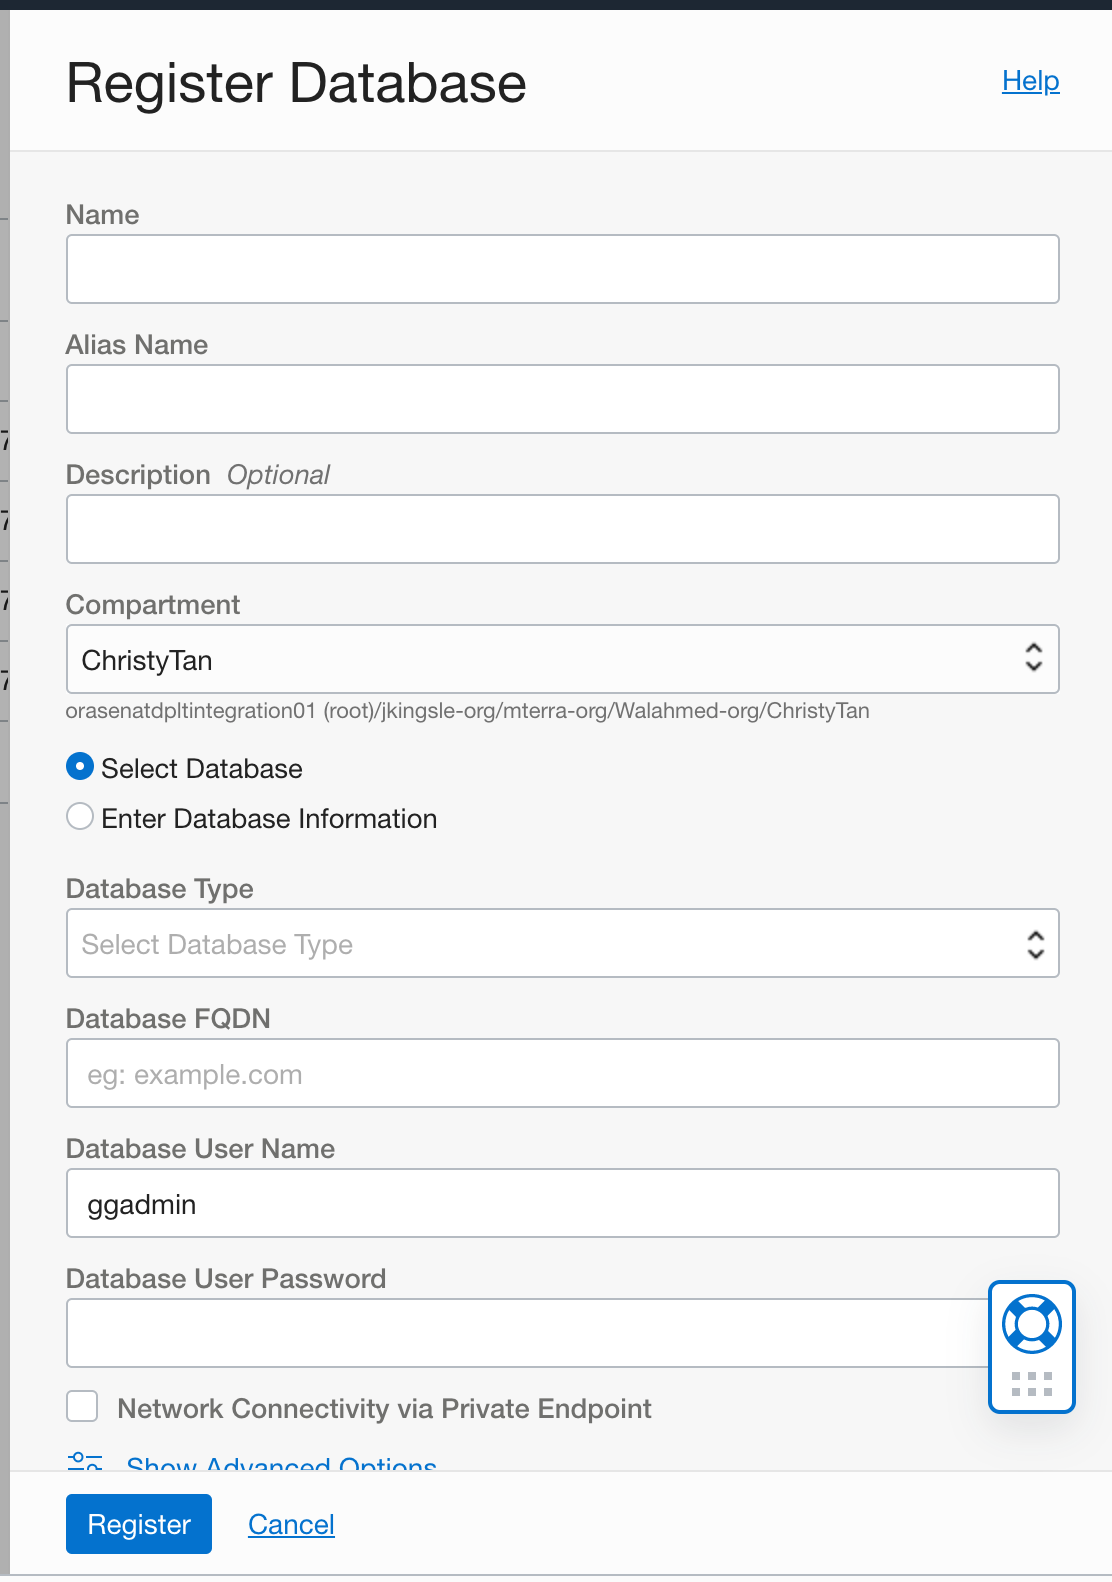 Register Database
Help
Name
Alias Name
Description Optional
Compartment
ChristyTan
orasenatdpltintegration01 (root)/jkingsle-org/mterra-org/Walahmed-org/ChristyTan
Select Database
Enter Database Information
Database Type
Select Database Type
Database FQDN
eg: example.com
Database User Name
ggadmin
Database User Password
Network Connectivity via Private Endpoint
Show Advanced Options
Register
Cancel